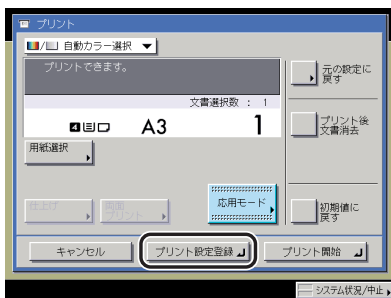 プリント
/ 自動カラー選択 ▼
プリントできます。
元の設定に
戻す
文書選択数 : 1
4 A3 1
プリント後
文書消去
用紙選択
仕上げ
両面
プリント
応用モード
初期値に
戻す
キャンセル プリント設定登録 プリント開始
システム状況/中止